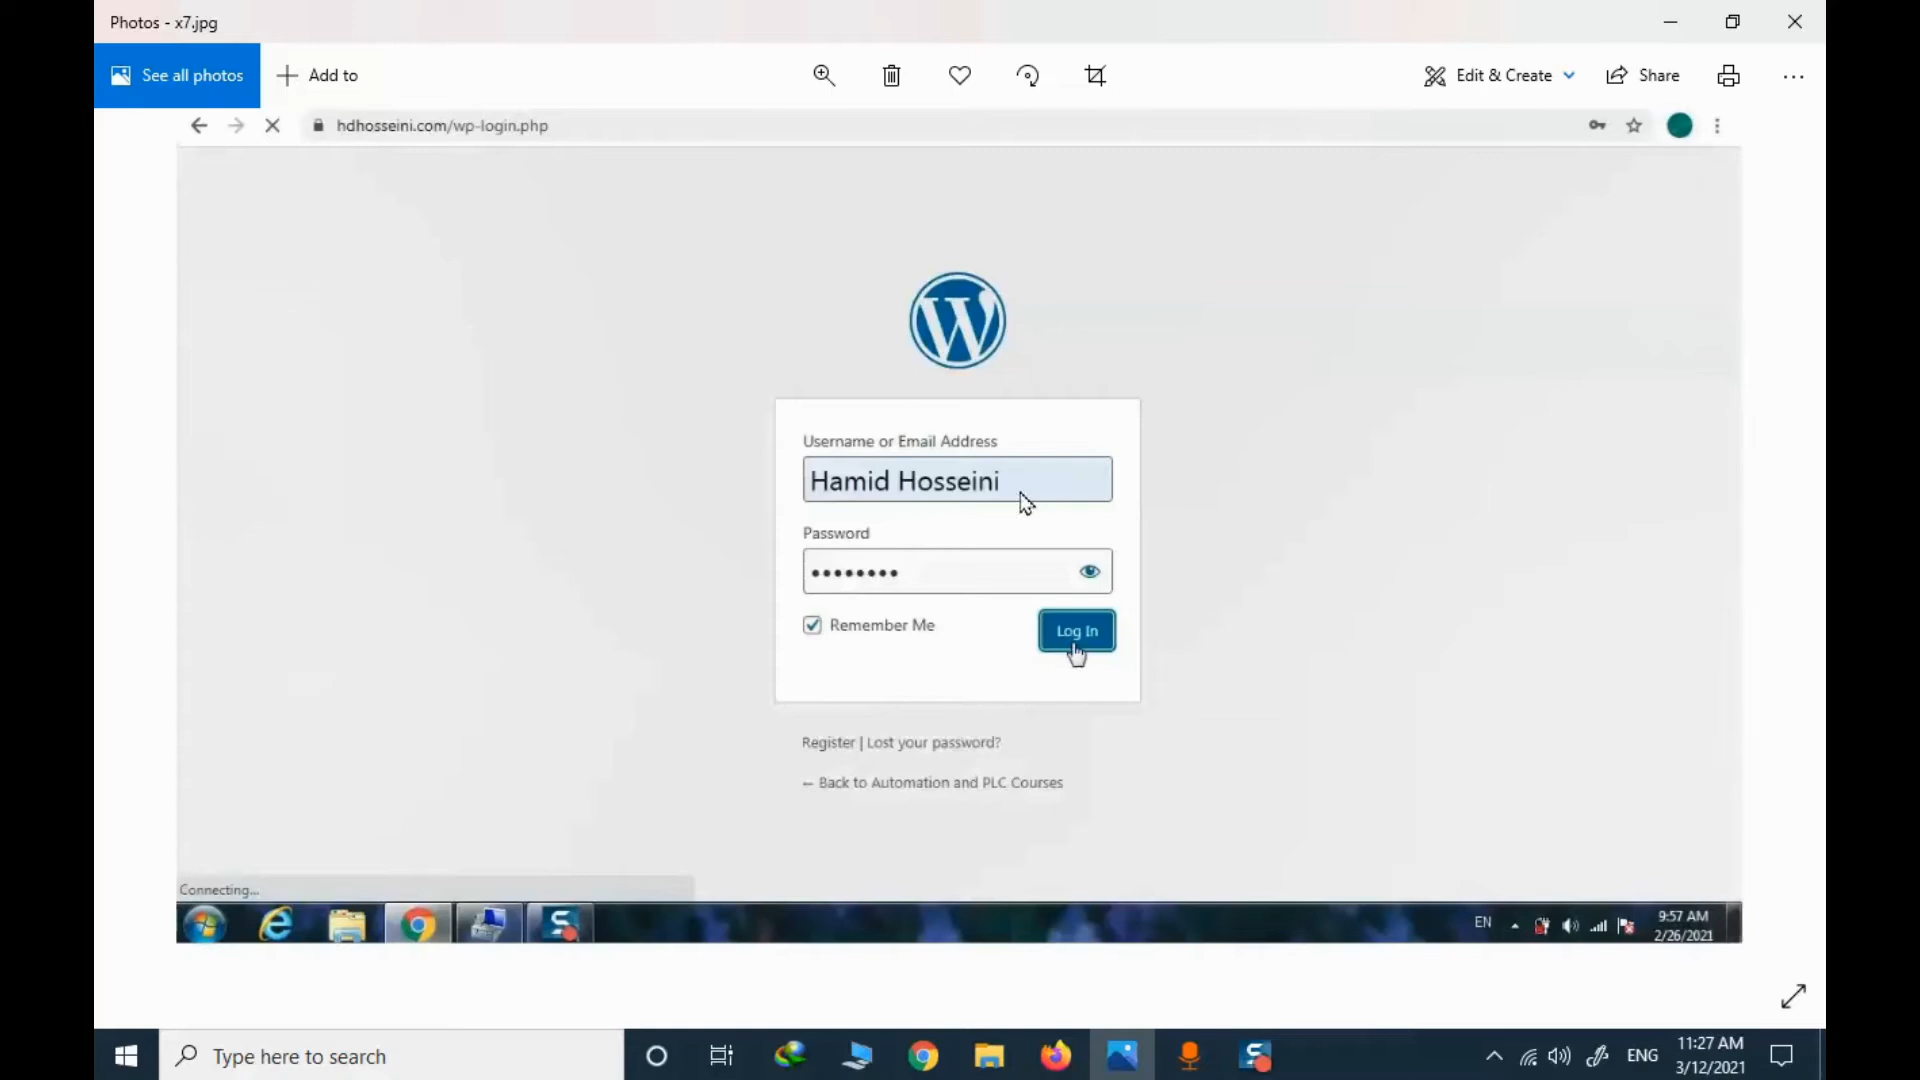 Photos - x7.jpg
See all photos
Add to
Edit & Create
Share
hdhosseini.com/wp-login.php
Username or Email Address
Hamid Hosseini
Password
Remember Me
Log In
Register | Lost your password?
← Back to Automation and PLC Courses
Connecting...
EN
9:57 AM
2/26/2021
Type here to search
ENG
11:27 AM
3/12/2021